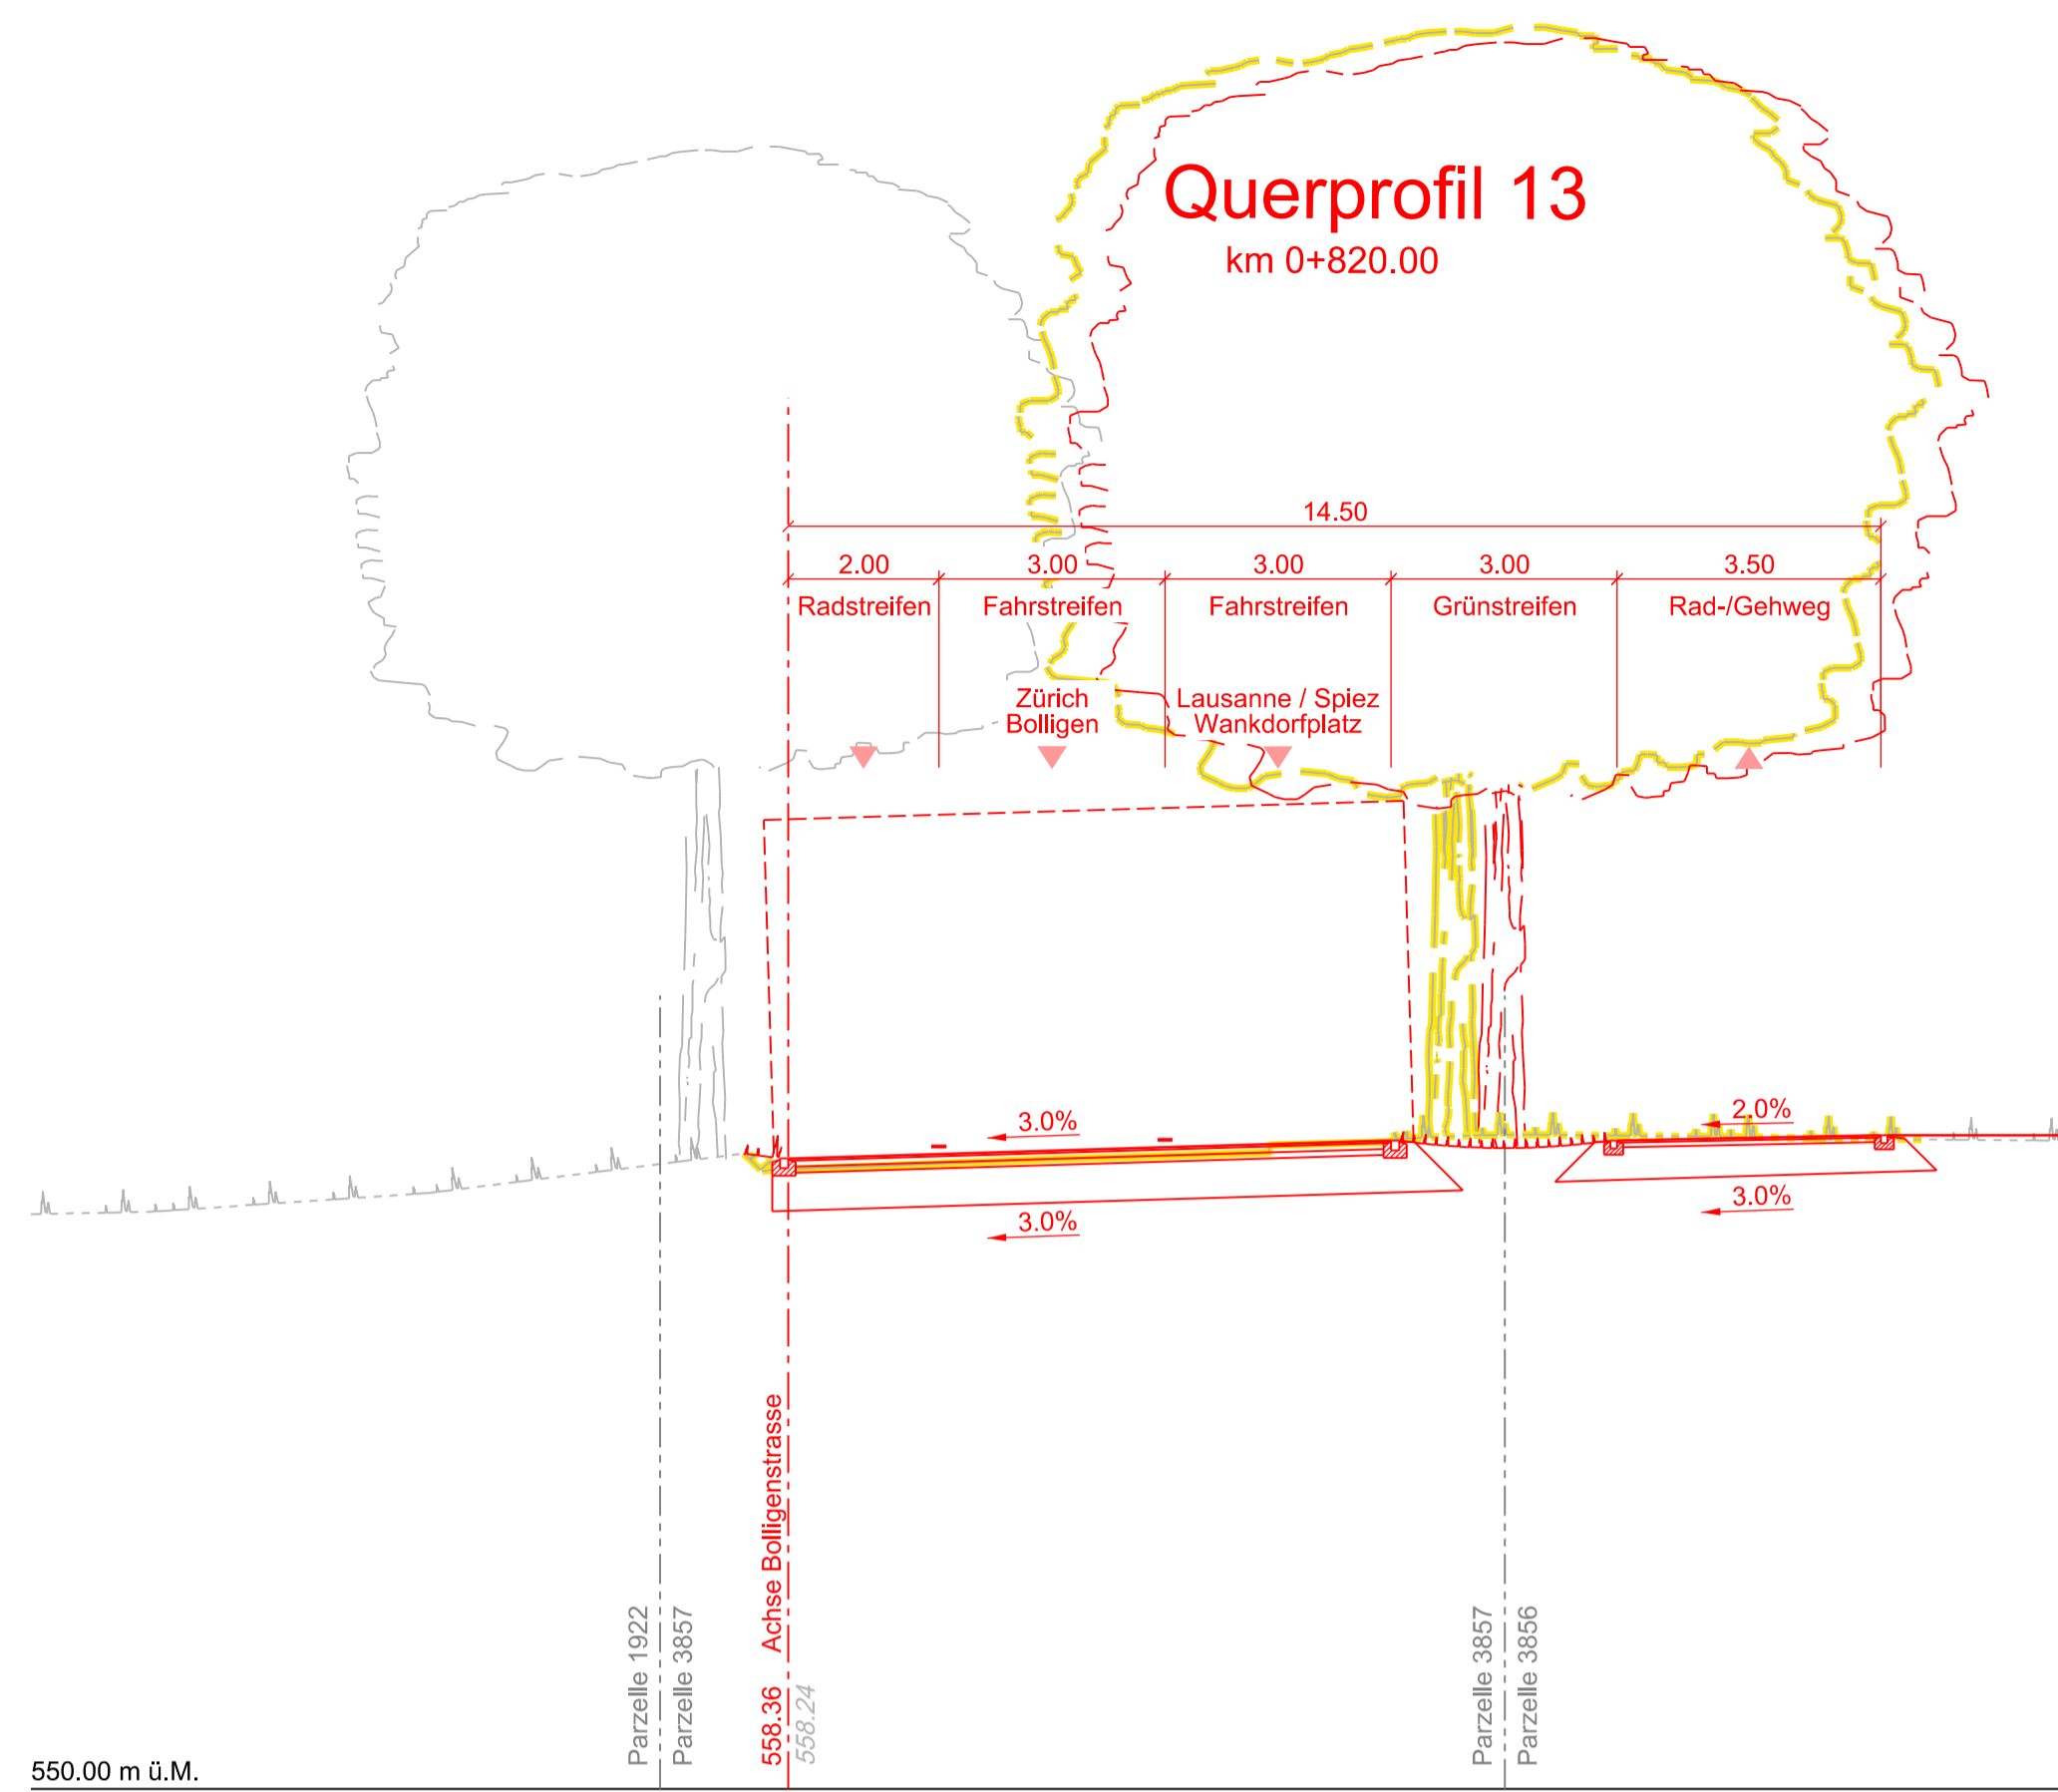 Querprofil 13
km 0+820.00
14.50
2.00 3.00 3.00 3.00 3.50
Radstreifen Fahrstreifen Fahrstreifen Grünstreifen Rad-/Gehweg
Zürich
Bolligen
Lausanne / Spiez
Wankdorfplatz
3.0%
2.0%
3.0%
3.0%
Parzelle 1922
Parzelle 3857
558.36 Achse Bolligenstrasse
558.24
Parzelle 3857
Parzelle 3856
550.00 m ü.M.